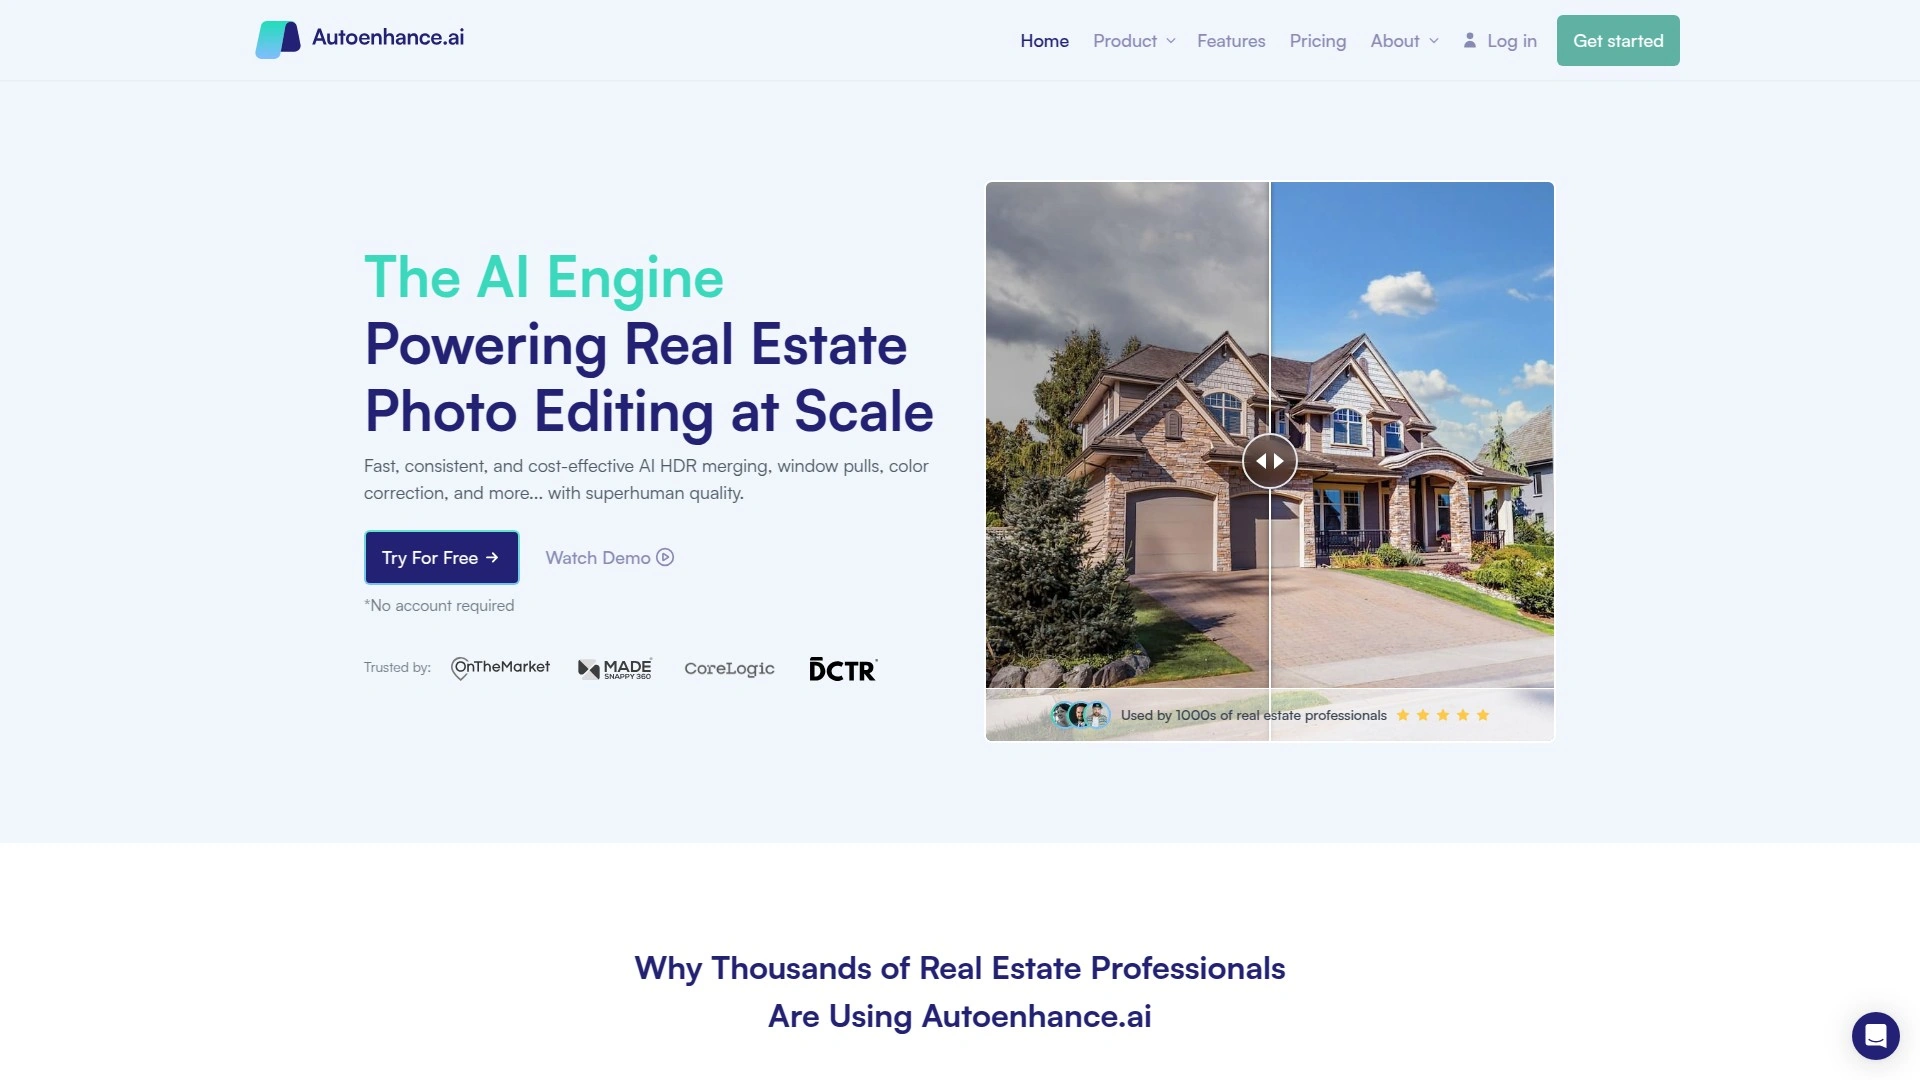 Autoenhance.ai
Home
Product
Features
Pricing
About
Log in
Get started
The AI Engine
Powering Real Estate
Photo Editing at Scale
Fast, consistent, and cost-effective AI HDR merging, window pulls, color
correction, and more... with superhuman quality.
Try For Free →
Watch Demo
*No account required
Trusted by:
OnTheMarket
MADE
SNAPPY 360
CoreLogic
DCTR
Used by 1000s of real estate professionals
Why Thousands of Real Estate Professionals
Are Using Autoenhance.ai